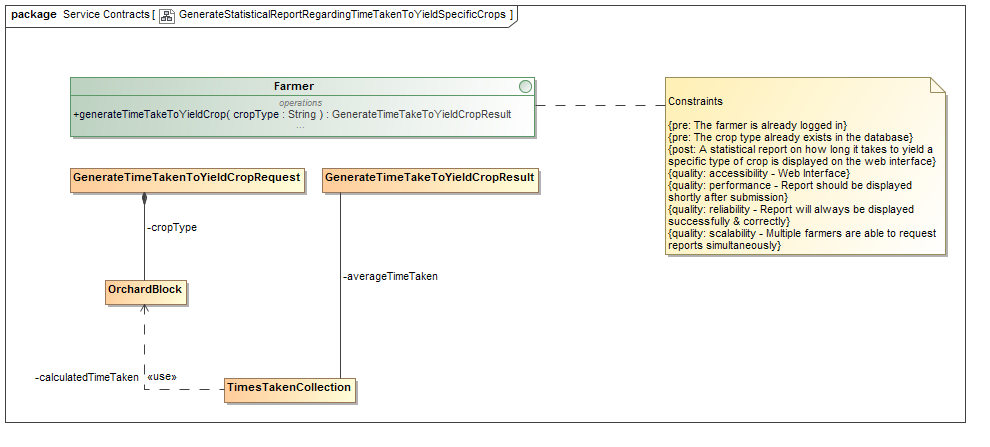 package Service Contracts [ GenerateStatisticalReportRegardingTimeTakenToYieldSpecificCrops ]
Farmer
operations
+generateTimeTakeToYieldCrop( cropType : String ) : GenerateTimeTakeToYieldCropResult
...
Constraints
{pre: The farmer is already logged in}
{pre: The crop type already exists in the database}
{post: A statistical report on how long it takes to yield a
specific type of crop is displayed on the web interface}
{quality: accessibility - Web Interface}
{quality: performance - Report should be displayed
shortly after submission}
{quality: reliability - Report will always be displayed
successfully & correctly}
{quality: scalability - Multiple farmers are able to request
reports simultaneously}
GenerateTimeTakenToYieldCropRequest
GenerateTimeTakeToYieldCropResult
-cropType
-averageTimeTaken
OrchardBlock
-calculatedTimeTaken
«use»
TimesTakenCollection